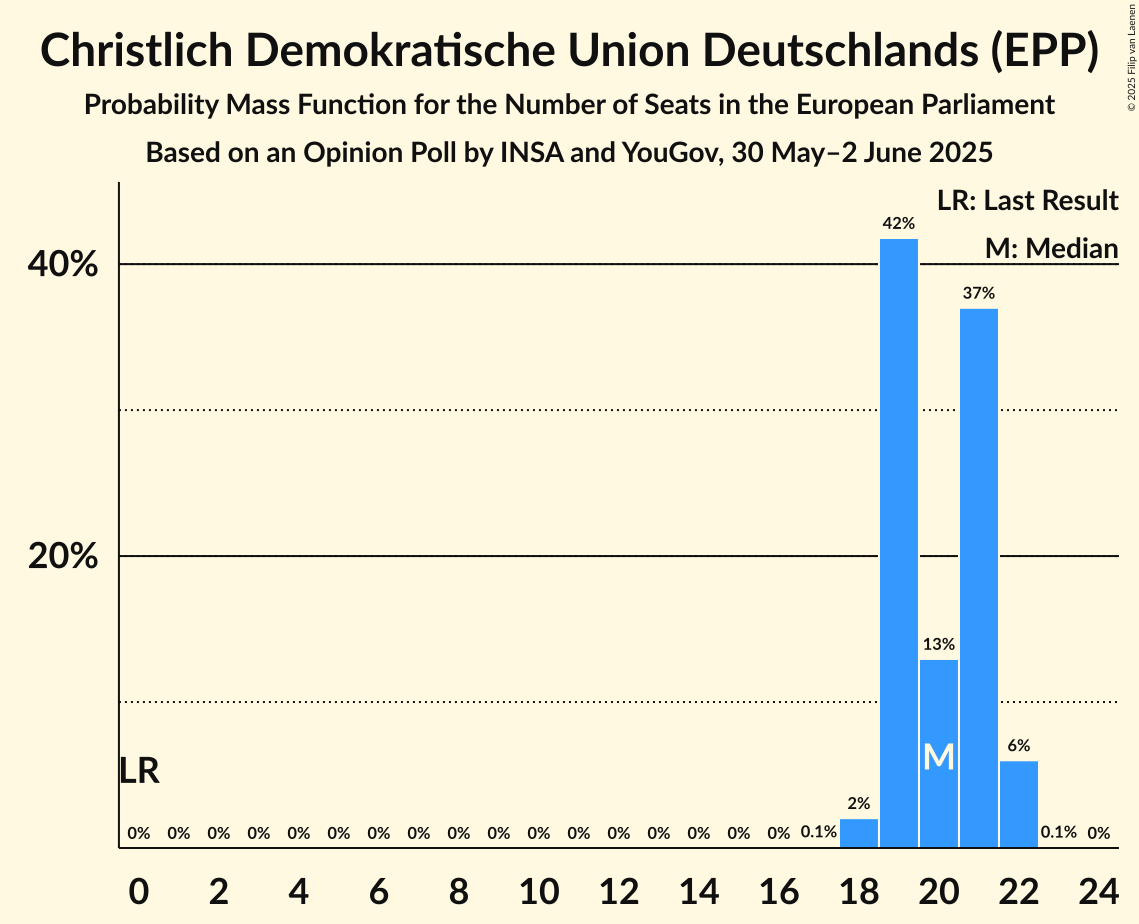 Christlich Demokratische Union Deutschlands (EPP)
Probability Mass Function for the Number of Seats in the European Parliament
Based on an Opinion Poll by INSA and YouGov, 30 May–2 June 2025
© 2025 Filip van Laenen
LR: Last Result
M: Median
42%
40%
37%
20%
13%
6%
M
LR
2%
0% 0% 0% 0% 0% 0% 0% 0% 0% 0% 0% 0% 0% 0% 0% 0% 0% 0.1% 0.1% 0%
0 2 4 6 8 10 12 14 16 18 20 22 24